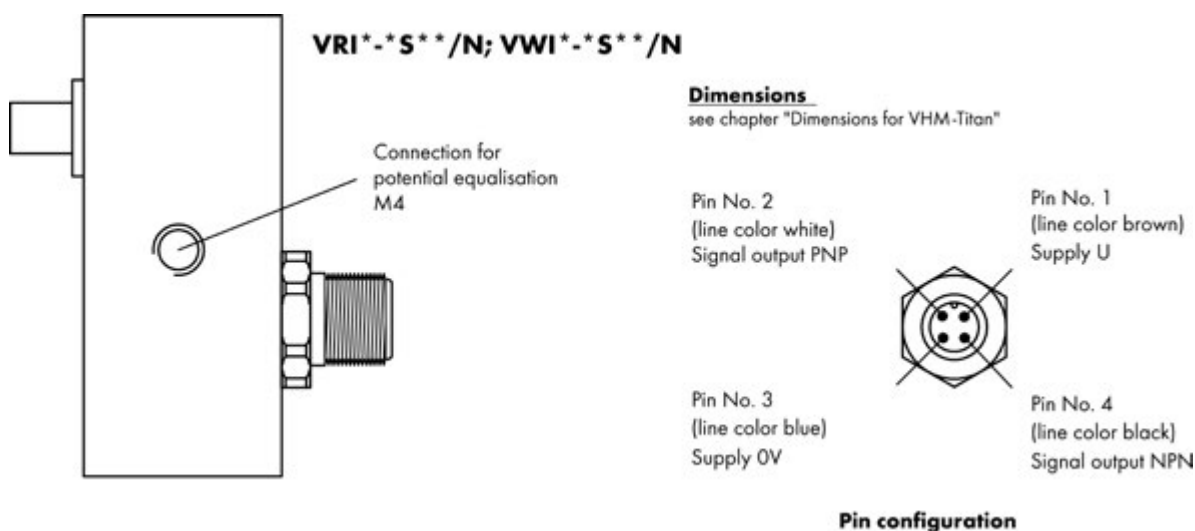 VRI*-*S**/N; VWI*-*S**/N
Dimensions
see chapter "Dimensions for VHM-Titan"
Connection for
potential equalisation
M4
Pin No. 2
(line color white)
Signal output PNP
Pin No. 1
(line color brown)
Supply U
Pin No. 3
(line color blue)
Supply 0V
Pin No. 4
(line color black)
Signal output NPN
Pin configuration